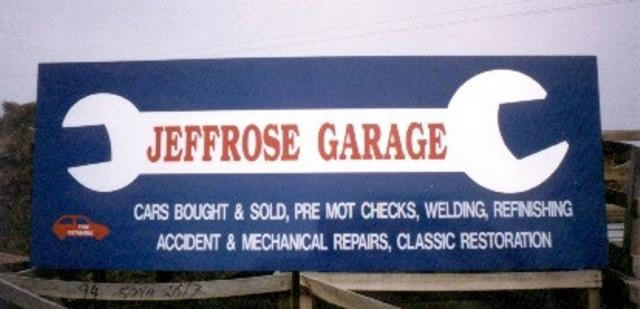 JEFFROSE GARAGE
CARS BOUGHT & SOLD, PRE MOT CHECKS, WELDING, REFINISHING
ACCIDENT & MECHANICAL REPAIRS, CLASSIC RESTORATION